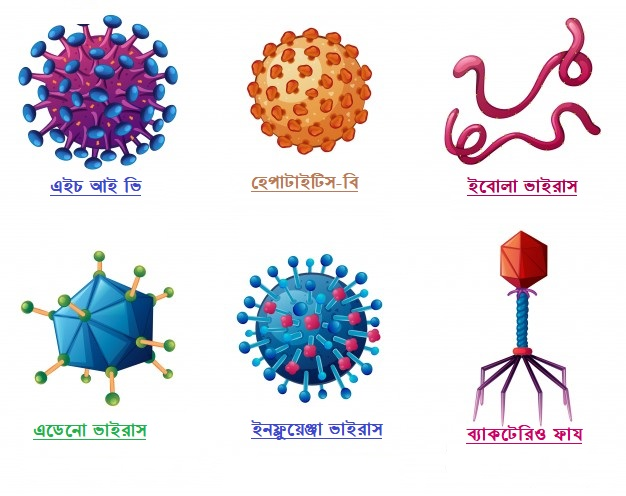 এইচ আই ভি
হেপাটাইটিস-বি
ইবোলা ভাইরাস
এডেনো ভাইরাস
ইনফ্লুয়েঞ্জা ভাইরাস
ব্যাকটেরিও ফায